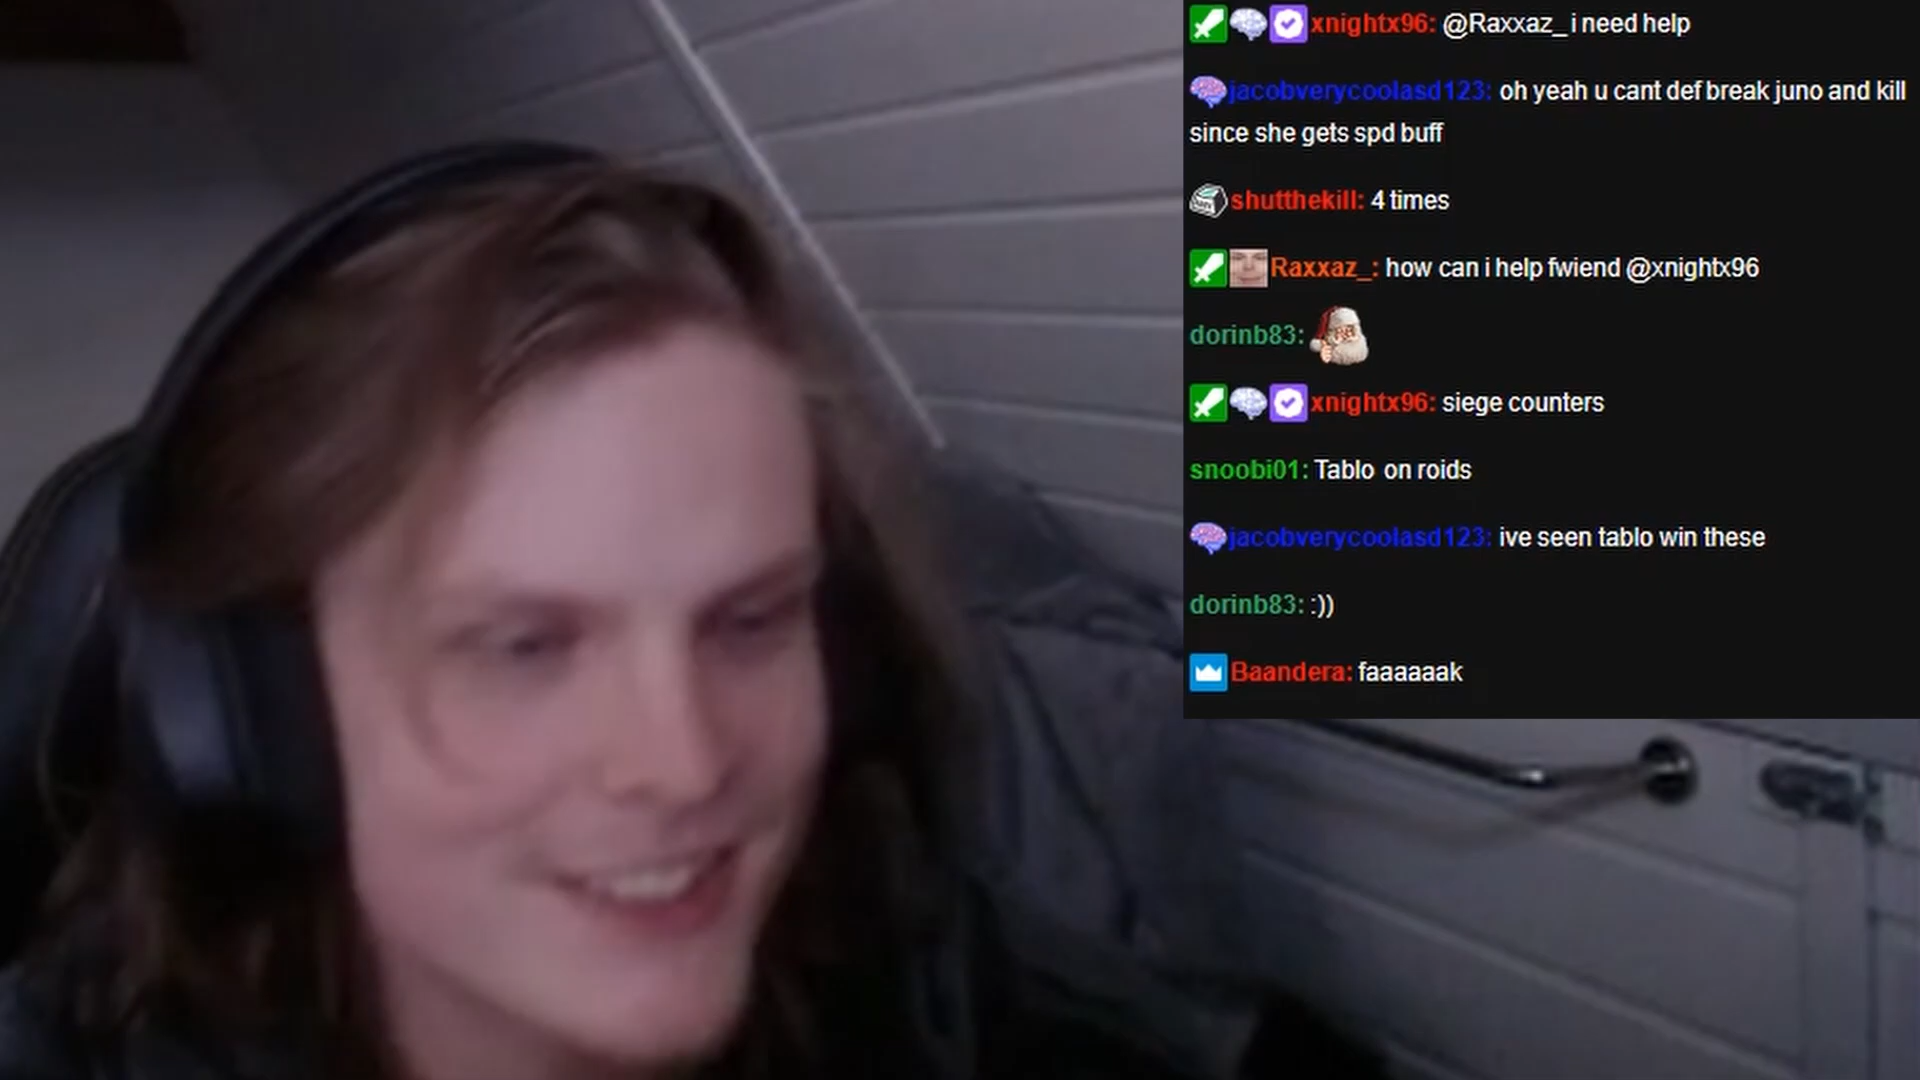 xnightx96: @Raxxaz_ i need help
jacobverycoolasd123: oh yeah u cant def break juno and kill
since she gets spd buff
shutthekill: 4 times
Raxxaz_: how can i help fwiend @xnightx96
dorinb83:
xnightx96: siege counters
snoobi01: Tablo on roids
jacobverycoolasd123: ive seen tablo win these
dorinb83: :))
Baandera: faaaaaak